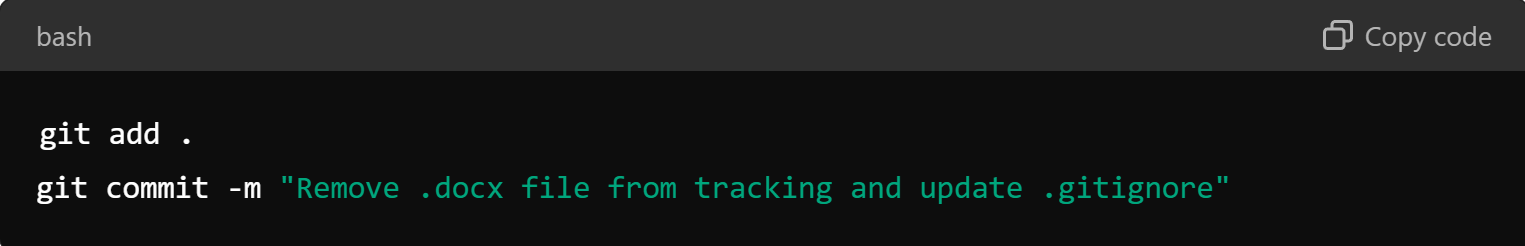 bash
Copy code
git add .
git commit -m "Remove .docx file from tracking and update .gitignore"